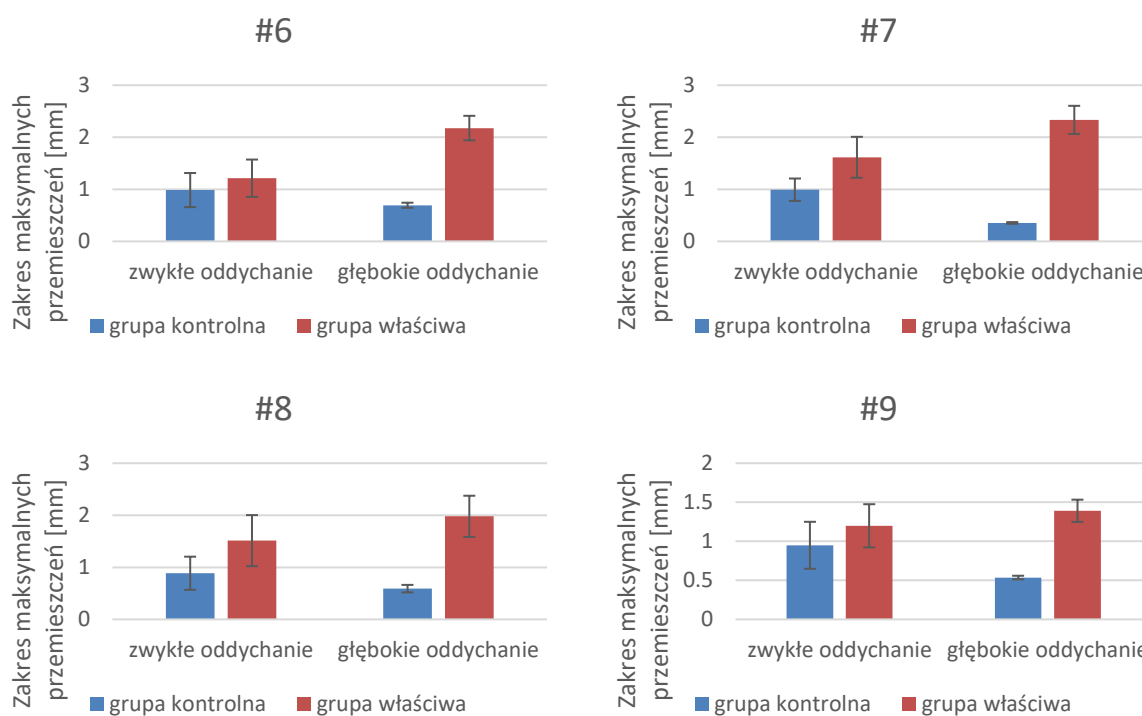 #6
Zakres maksymalnych
przemieszczeń [mm]
3
2
1
0
zwykłe oddychanie głębokie oddychanie
grupa kontrolna grupa właściwa
#7
Zakres maksymalnych
przemieszczeń [mm]
3
2
1
0
zwykłe oddychanie głębokie oddychanie
grupa kontrolna grupa właściwa
#8
Zakres maksymalnych
przemieszczeń [mm]
3
2
1
0
zwykłe oddychanie głębokie oddychanie
grupa kontrolna grupa właściwa
#9
Zakres maksymalnych
przemieszczeń [mm]
2
1.5
1
0.5
0
zwykłe oddychanie głębokie oddychanie
grupa kontrolna grupa właściwa